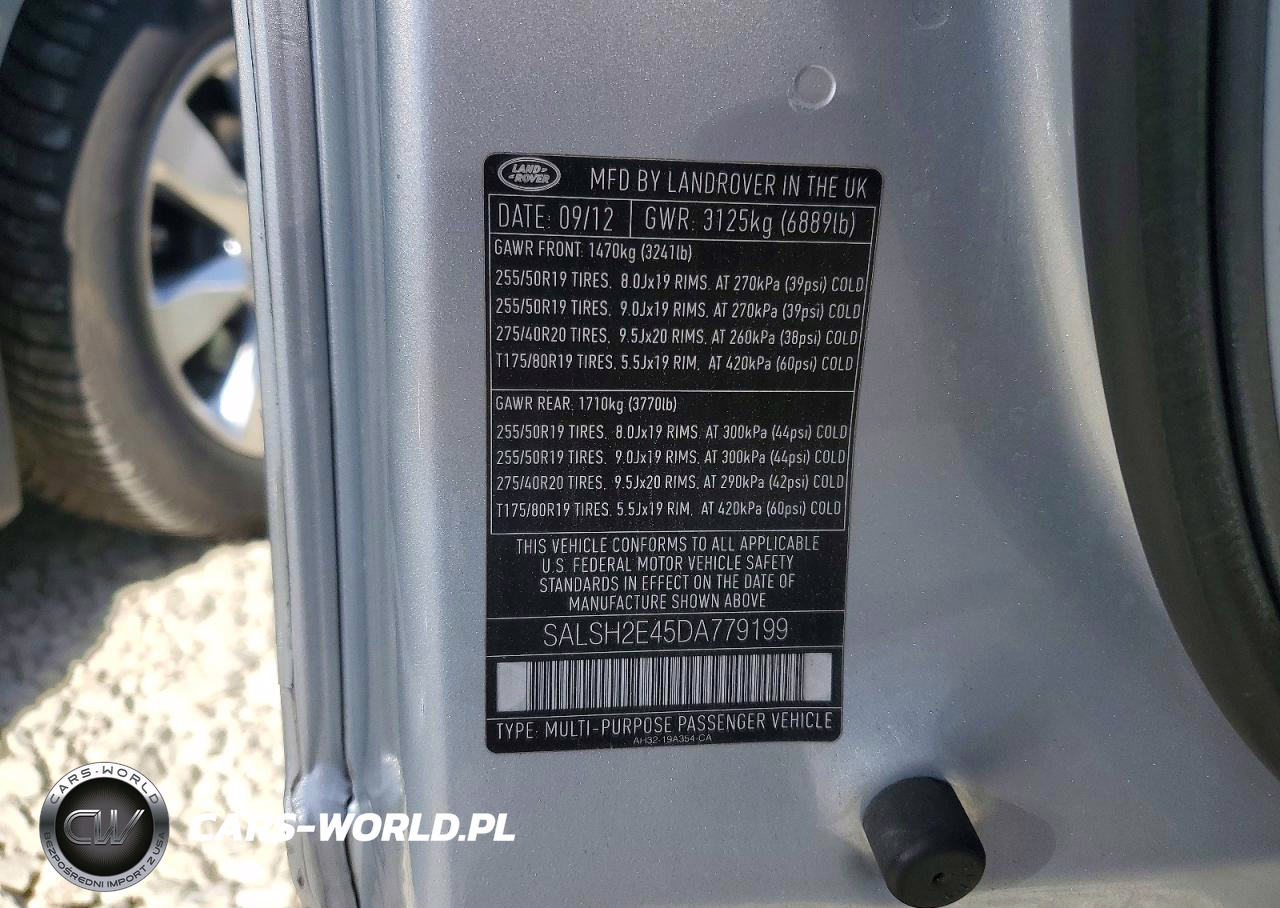 LAND ROVER
MFD BY LANDROVER IN THE UK
DATE: 09/12 GWR: 3125kg (6889lb)
GAWR FRONT: 1470kg (3241lb)
255/50R19 TIRES, 8.0Jx19 RIMS. AT 270kPa (39psi) COLD
255/50R19 TIRES, 9.0Jx19 RIMS. AT 270kPa (39psi) COLD
275/40R20 TIRES, 9.5Jx20 RIMS. AT 260kPa (38psi) COLD
T175/80R19 TIRES, 5.5Jx19 RIM, AT 420kPa (60psi) COLD
GAWR REAR: 1710kg (3770lb)
255/50R19 TIRES, 8.0Jx19 RIMS. AT 300kPa (44psi) COLD
255/50R19 TIRES, 9.0Jx19 RIMS. AT 300kPa (44psi) COLD
275/40R20 TIRES, 9.5Jx20 RIMS. AT 290kPa (42psi) COLD
T175/80R19 TIRES, 5.5Jx19 RIM, AT 420kPa (60psi) COLD
THIS VEHICLE CONFORMS TO ALL APPLICABLE
U.S. FEDERAL MOTOR VEHICLE SAFETY
STANDARDS IN EFFECT ON THE DATE OF
MANUFACTURE SHOWN ABOVE
SALSH2E45DA779199
TYPE: MULTI-PURPOSE PASSENGER VEHICLE
AH32-19A354-CA
CARS-WORLD
CW
BEZPOŚREDNI IMPORT Z USA
CARS-WORLD.PL